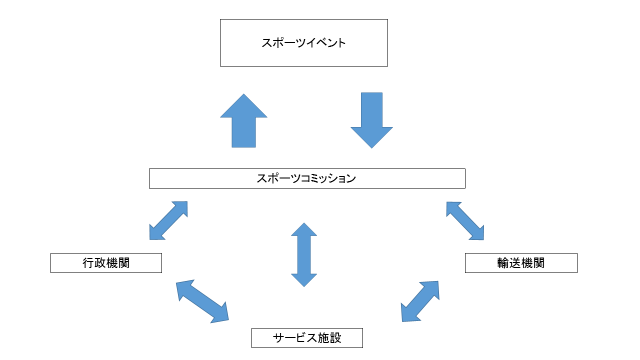 スポーツイベント
スポーツコミッション
行政機関
輸送機関
サービス施設